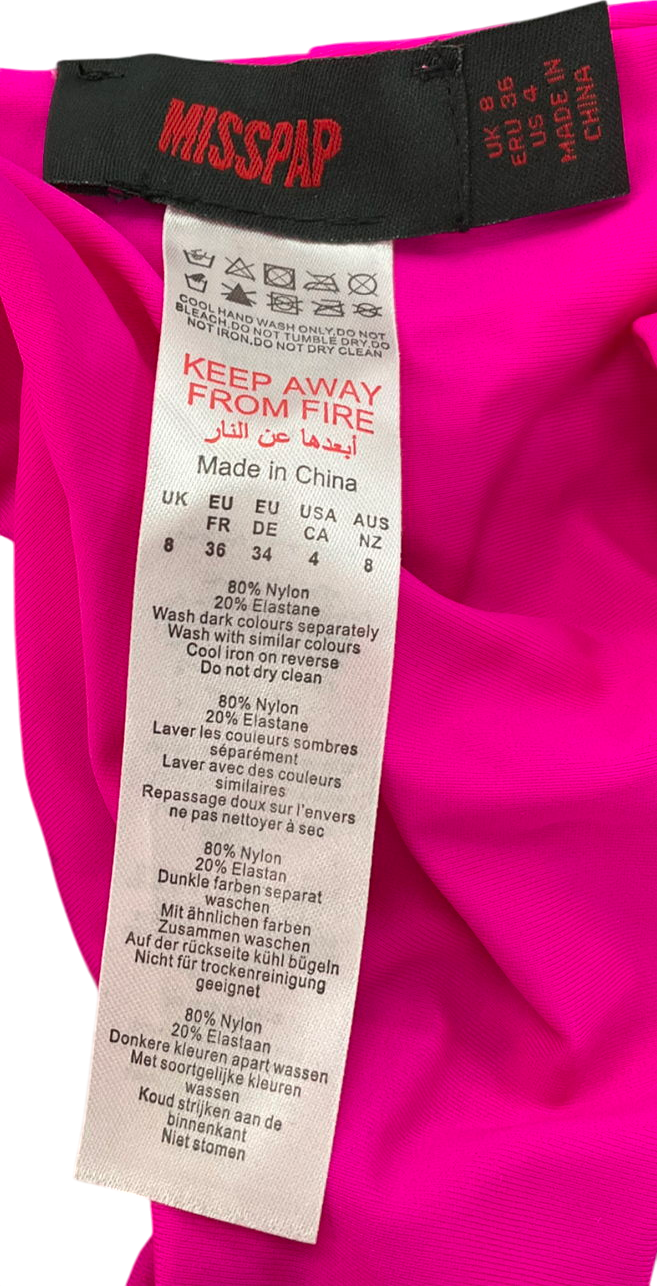 MISSPAP
UK 8
ERU 36
US 4
MADE IN
CHINA
COOL HAND WASH ONLY,DO NOT
BLEACH,DO NOT TUMBLE DRY,DO
NOT IRON,DO NOT DRY CLEAN
KEEP AWAY
FROM FIRE
أبعدها عن النار
Made in China
UK EU EU USA AUS
FR DE CA NZ
8 36 34 4 8
80% Nylon
20% Elastane
Wash dark colours separately
Wash with similar colours
Cool iron on reverse
Do not dry clean
80% Nylon
20% Elastane
Laver les couleurs sombres
séparément
Laver avec des couleurs
similaires
Repassage doux sur l'envers
ne pas nettoyer à sec
80% Nylon
20% Elastan
Dunkle farben separat
waschen
Mit ähnlichen farben
Zusammen waschen
Auf der rückseite kühl bügeln
Nicht für trockenreinigung
geeignet
80% Nylon
20% Elastaan
Donkere kleuren apart wassen
Met soortgelijke kleuren
wassen
Koud strijken aan de
binnenkant
Niet stomen